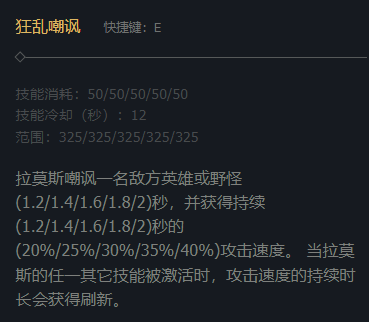 狂乱嘲讽 快捷键：E
技能消耗：50/50/50/50/50
技能冷却（秒）：12
范围：325/325/325/325/325
拉莫斯嘲讽一名敌方英雄或野怪
(1.2/1.4/1.6/1.8/2)秒，并获得持续
(1.2/1.4/1.6/1.8/2)秒的
(20%/25%/30%/35%/40%)攻击速度。 当拉莫
斯的任一其它技能被激活时，攻击速度的持续时
长会获得刷新。